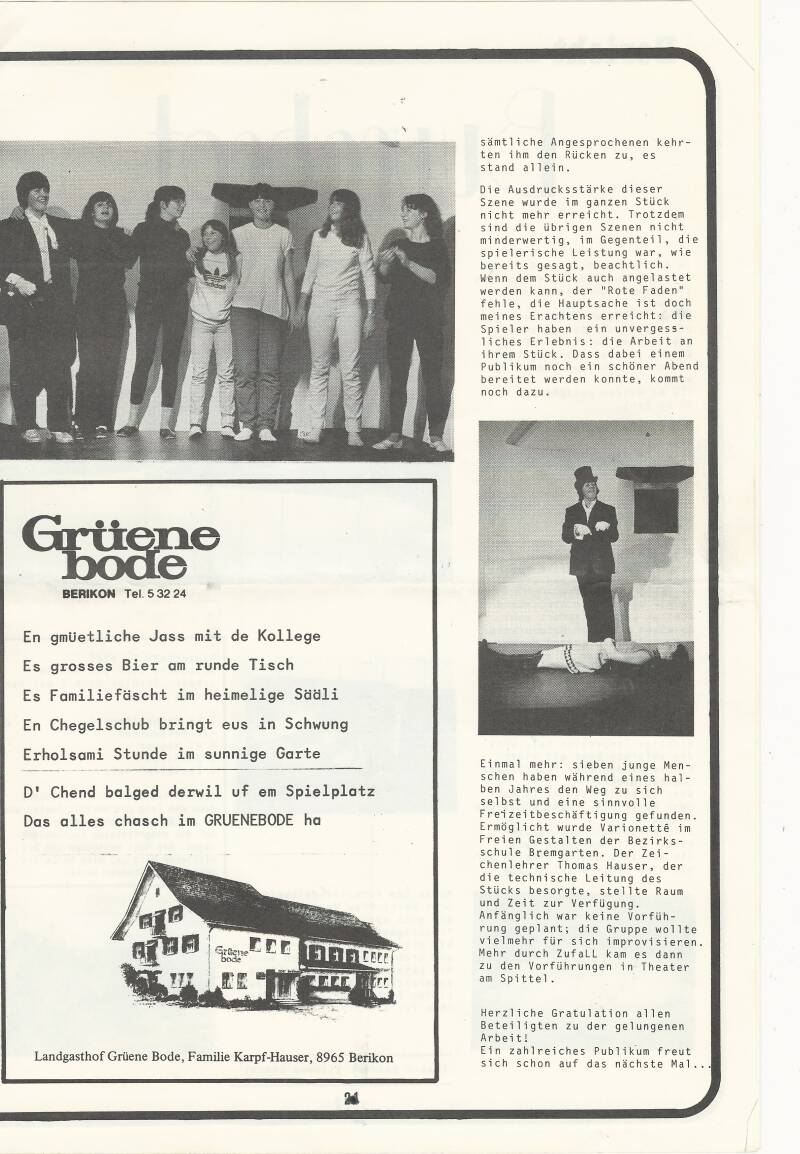 sämtliche Angesprochenen kehr-
ten ihm den Rücken zu, es
stand allein.
Die Ausdrucksstärke dieser
Szene wurde im ganzen Stück
nicht mehr erreicht. Trotzdem
sind die übrigen Szenen nicht
minderwertig, im Gegenteil, die
spielerische Leistung war, wie
bereits gesagt, beachtlich.
Wenn dem Stück auch angelastet
werden kann, der "Rote Faden"
fehle, die Hauptsache ist doch
meines Erachtens erreicht: die
Spieler haben ein unvergess-
liches Erlebnis: die Arbeit an
ihrem Stück. Dass dabei einem
Publikum noch ein schöner Abend
bereitet werden konnte, kommt
noch dazu.
adidas
Grüene
bode
BERIKON Tel. 5 32 24
En gmüetliche Jass mit de Kollege
Es grosses Bier am runde Tisch
Es Familiefäscht im heimelige Sääli
En Chegelschub bringt eus in Schwung
Erholsami Stunde im sunnige Garte
D' Chend balged derwil uf em Spielplatz
Das alles chasch im GRUENEBODE ha
Grüene
bode
Landgasthof Grüene Bode, Familie Karpf-Hauser, 8965 Berikon
Einmal mehr: sieben junge Men-
schen haben während eines hal-
ben Jahres den Weg zu sich
selbst und eine sinnvolle
Freizeitbeschäftigung gefunden.
Ermöglicht wurde Varionettê im
Freien Gestalten der Bezirks-
schule Bremgarten. Der Zei-
chenlehrer Thomas Hauser, der
die technische Leitung des
Stücks besorgte, stellte Raum
und Zeit zur Verfügung.
Anfänglich war keine Vorfüh-
rung geplant; die Gruppe wollte
vielmehr für sich improvisieren.
Mehr durch ZufaLL kam es dann
zu den Vorführungen in Theater
am Spittel.
Herzliche Gratulation allen
Beteiligten zu der gelungenen
Arbeit!
Ein zahlreiches Publikum freut
sich schon auf das nächste Mal...